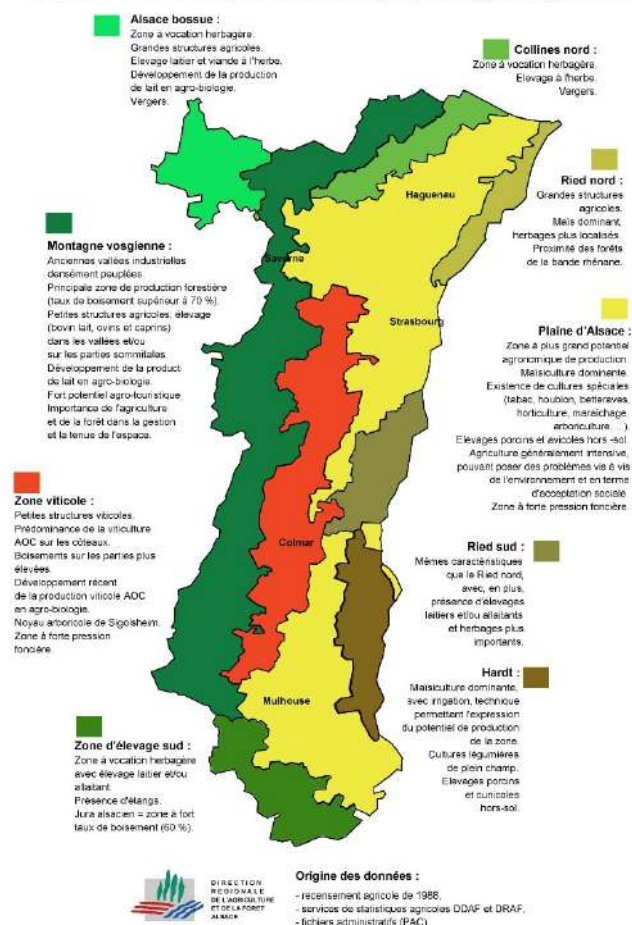 Alsace bossue :
Zone à vocation herbagère.
Grandes structures agricoles.
Elevage laitier et viande à l'herbe.
Développement de la production
de lait en agro-biologie.
Vergers.
Collines nord :
Zone à vocation herbagère.
Elevage à l'herbe.
Vergers.
Haguenau
Ried nord :
Grandes structures
agricoles.
Maïs dominant,
herbages plus localisés.
Proximité des forêts
de la bande rhénane.
Montagne vosgienne :
Anciennes vallées industrielles
densément peuplées.
Principale zone de production forestière
(taux de boisement supérieur à 70 %).
Petites structures agricoles, élevage
(bovin lait, ovins et caprins)
dans les vallées et/ou
sur les parties sommitales.
Développement de la product
de lait en agro-biologie.
Fort potentiel agro-touristique
Importance de l'agriculture
et de la forêt dans la gestion
et la tenue de l'espace.
Saverne
Strasbourg
Plaine d'Alsace :
Zone à plus grand potentiel
agronomique de production.
Maïsiculture dominante.
Existence de cultures spéciales
(tabac, houblon, betteraves,
horticulture, maraîchage,
arboriculture, ...).
Elevages porcins et avicoles hors -sol.
Agriculture généralement intensive,
pouvant poser des problèmes vis à vis
de l'environnement et en terme
d'acceptation sociale.
Zone à forte pression foncière.
Zone viticole :
Petites structures viticoles.
Prédominance de la viticulture
AOC sur les côteaux.
Boisements sur les parties plus
élevées.
Développement récent
de la production viticole AOC
en agro-biologie.
Noyau arboricole de Sigolsheim.
Zone à forte pression
foncière.
Colmar
Ried sud :
Mêmes caractéristiques
que le Ried nord,
avec, en plus,
présence d'élevages
laitiers et/ou allaitants
et herbages plus
importants.
Hardt :
Maïsiculture dominante,
avec irrigation, technique
permettant l'expression
du potentiel de production
de la zone.
Cultures légumières
de plein champ.
Elevages porcins
et cunicoles
hors-sol.
Mulhouse
Zone d'élevage sud :
Zone à vocation herbagère
avec élevage laitier et/ou
allaitant.
Présence d'étangs.
Jura alsacien = zone à fort
taux de boisement (60 %).
DIRECTION
REGIONALE
DE L'AGRICULTURE
ET DE LA FORET
ALSACE
Origine des données :
- recensement agricole de 1988,
- services de statistiques agricoles DDAF et DRAF,
- fichiers administratifs (PAC)